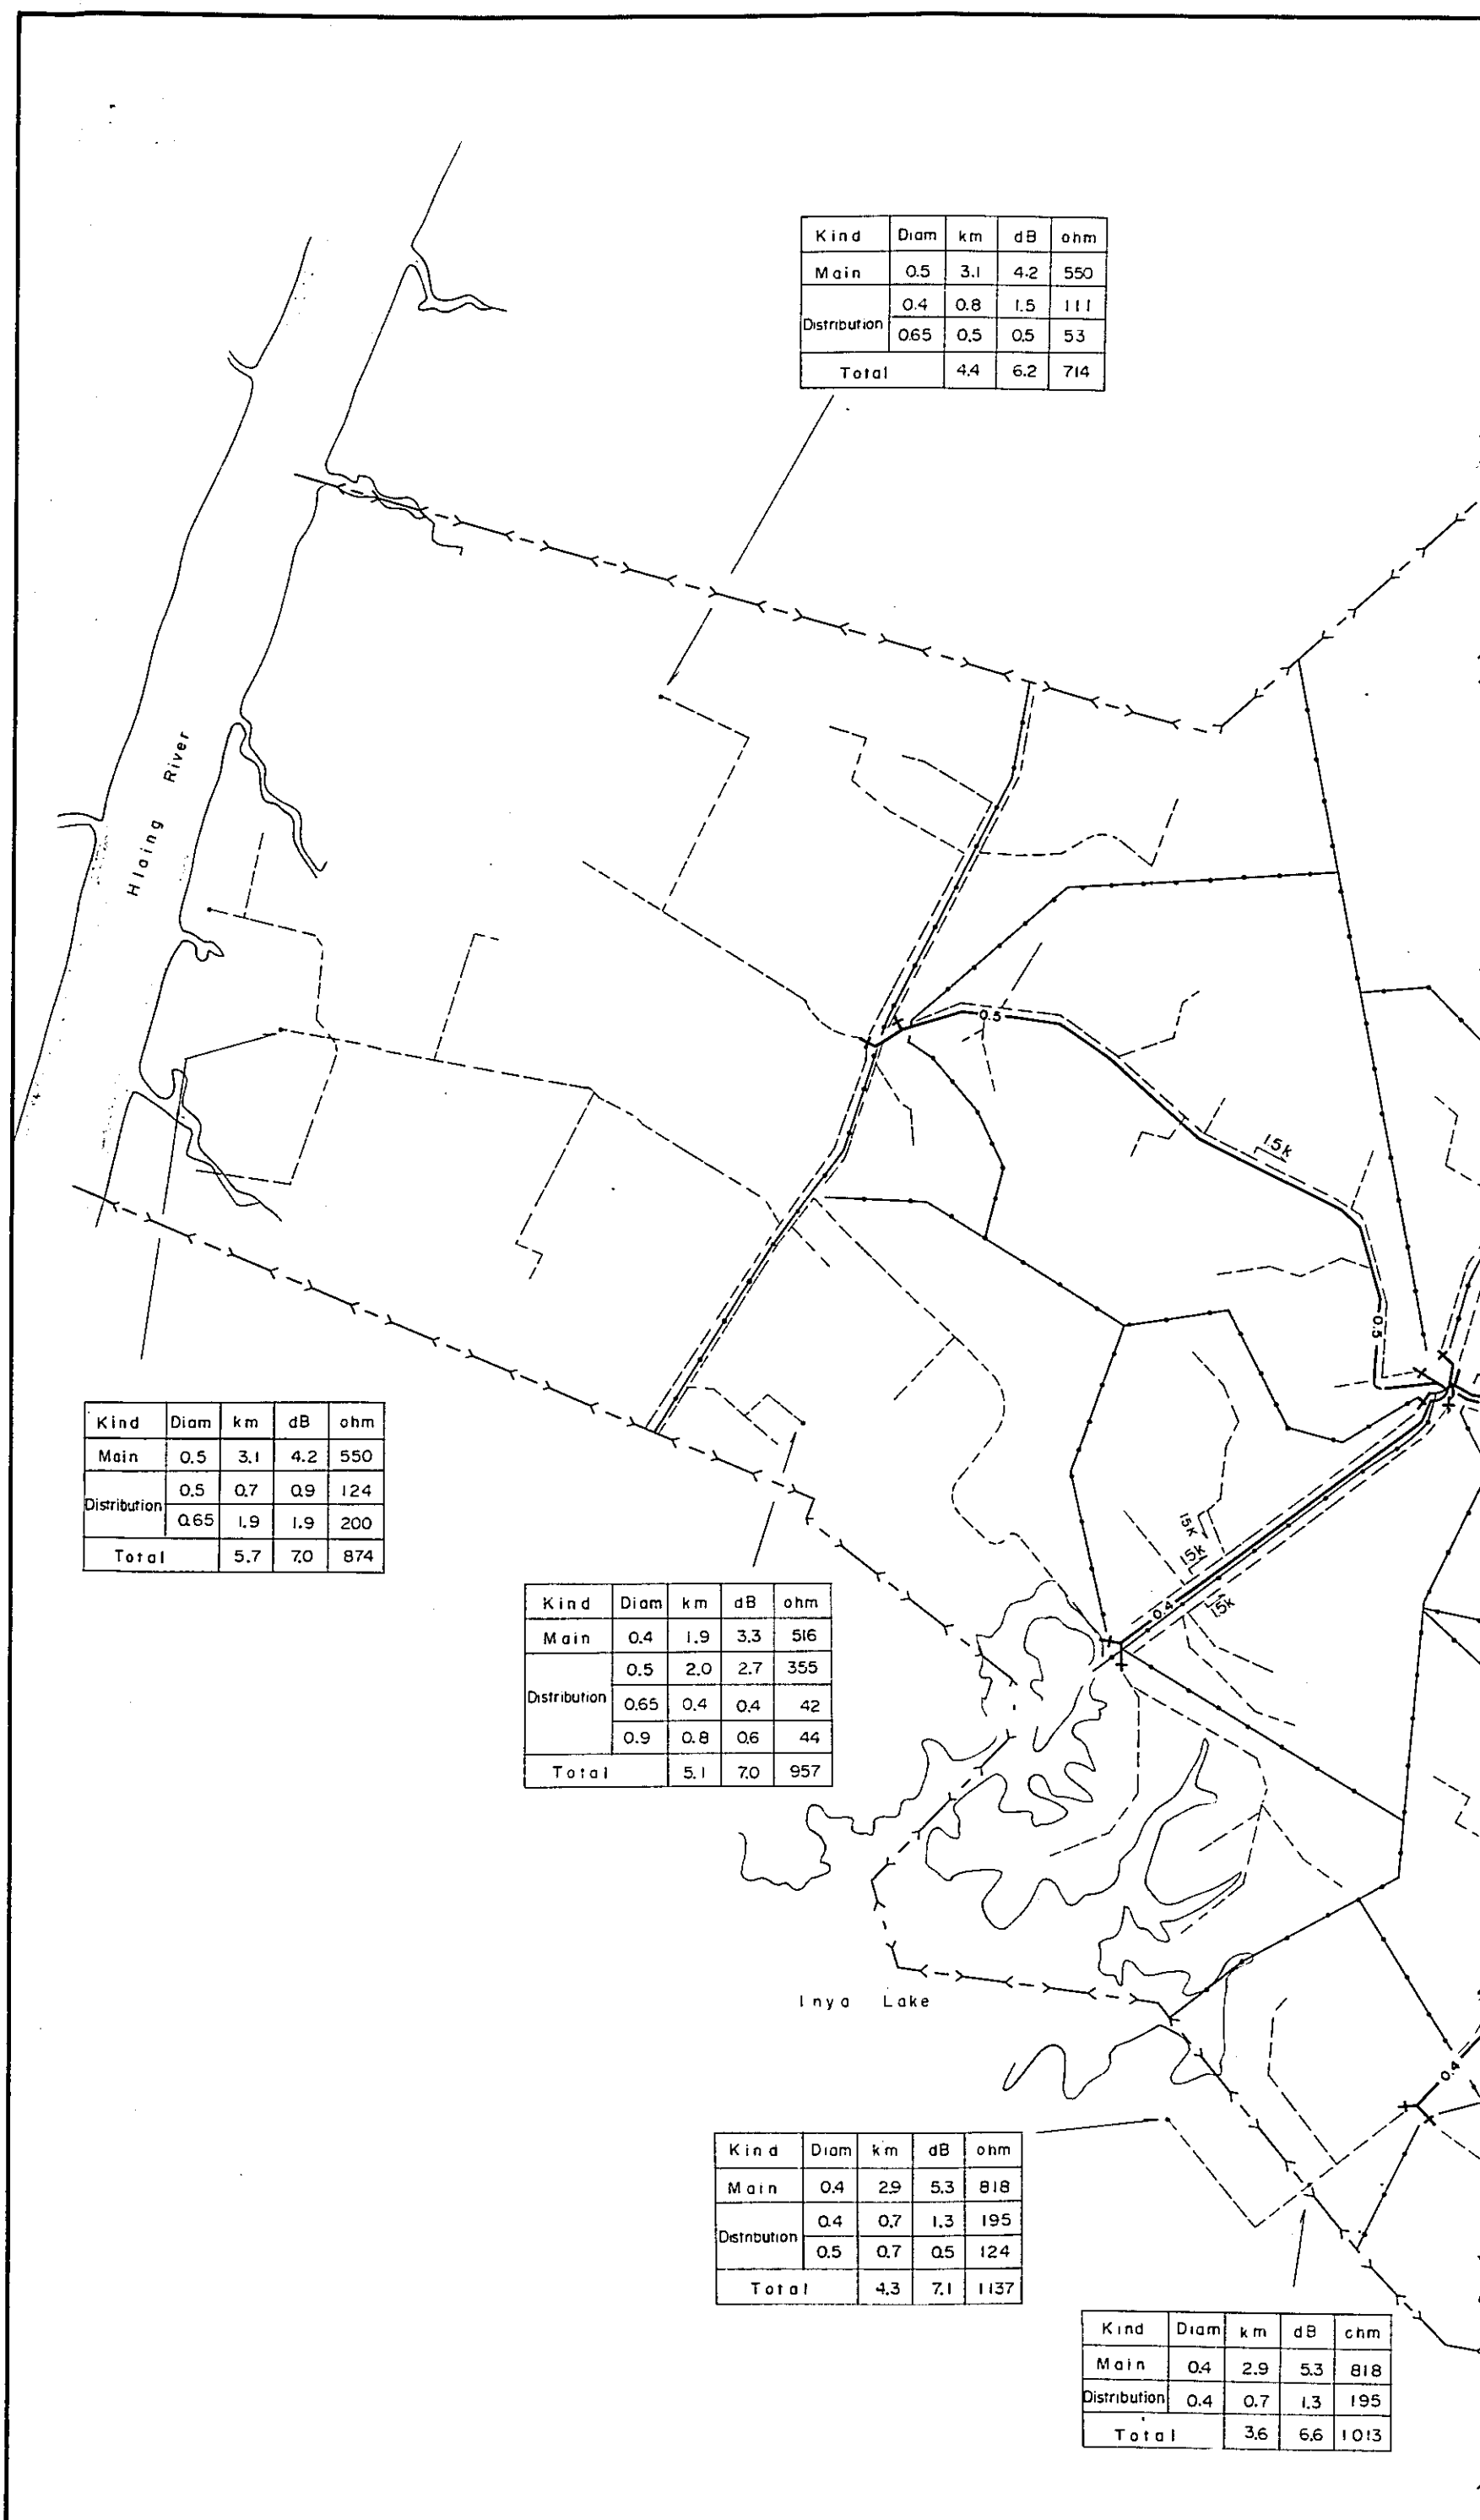 Kind Diam km dB ohm
Main 0.5 3.1 4.2 550
0.4 0.8 1.5 111
Distribution
0.65 0.5 0.5 53
Total 4.4 6.2 714
Hlaing River
0.5
1.5k
0.5
Kind Diam km dB ohm
Main 0.5 3.1 4.2 550
0.5 0.7 0.9 124
Distribution
0.65 1.9 1.9 200
Total 5.7 7.0 874
15k
15k
0.4
15k
Kind Diam km dB ohm
Main 0.4 1.9 3.3 516
0.5 2.0 2.7 355
Distribution 0.65 0.4 0.4 42
0.9 0.8 0.6 44
Total 5.1 7.0 957
Inya Lake
0.4
Kind Diam km dB ohm
Main 0.4 2.9 5.3 818
0.4 0.7 1.3 195
Distribution
0.5 0.7 0.5 124
Total 4.3 7.1 1137
Kind Diam km dB ohm
Main 0.4 2.9 5.3 818
Distribution 0.4 0.7 1.3 195
Total 3.6 6.6 1013